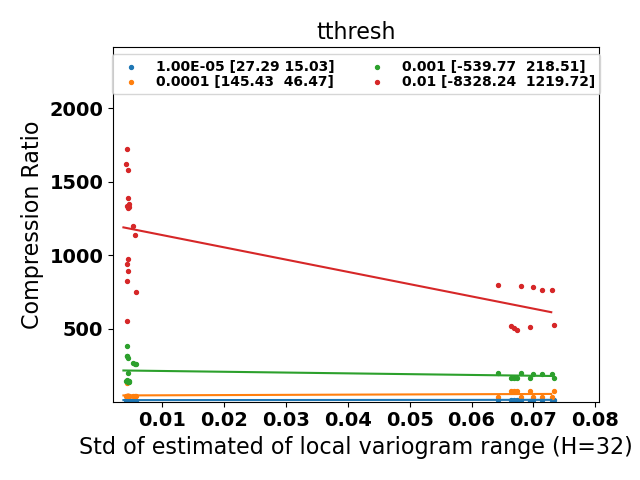 tthresh
1.00E-05 [27.29 15.03]
0.0001 [145.43  46.47]
0.001 [-539.77  218.51]
0.01 [-8328.24  1219.72]
Compression Ratio
2000
1500
1000
500
0.01 0.02 0.03 0.04 0.05 0.06 0.07 0.08
Std of estimated of local variogram range (H=32)